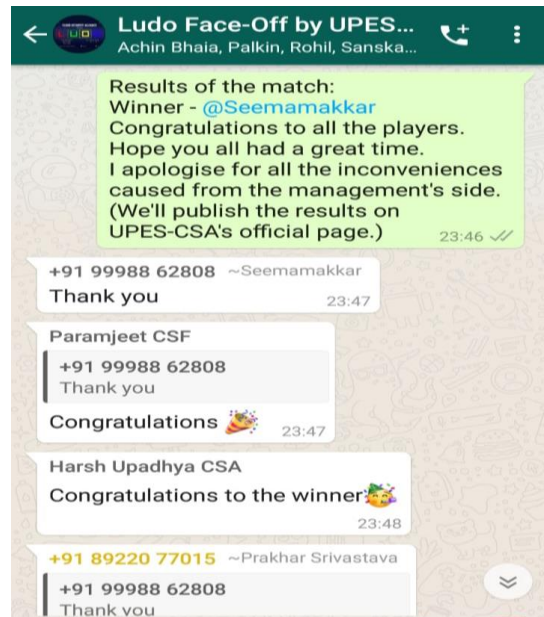 Ludo Face-Off by UPES...
Achin Bhaia, Palkin, Rohil, Sanska...
Results of the match:
Winner - @Seemamakkar
Congratulations to all the players.
Hope you all had a great time.
I apologise for all the inconveniences
caused from the management's side.
(We'll publish the results on
UPES-CSA's official page.) 23:46
+91 99988 62808 ~Seemamakkar
Thank you 23:47
Paramjeet CSF
+91 99988 62808
Thank you
Congratulations 🎉 23:47
Harsh Upadhya CSA
Congratulations to the winner🥳
23:48
+91 89220 77015 ~Prakhar Srivastava
+91 99988 62808
Thank you